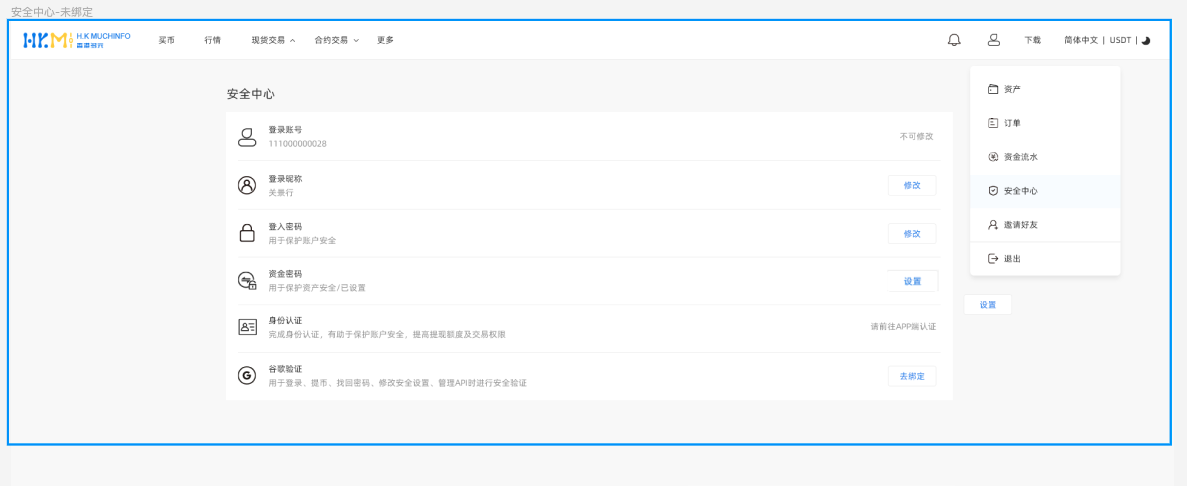 安全中心-未绑定
H.K MUCHINFO
买币
行情
现货交易
合约交易
更多
下载
简体中文 | USDT |
资产
订单
资金流水
安全中心
邀请好友
退出
设置
安全中心
登录账号
111000000028
不可修改
登录昵称
关景行
修改
登入密码
用于保护账户安全
修改
资金密码
用于保护资产安全/已设置
设置
身份认证
完成身份认证，有助于保护账户安全，提高提现额度及交易权限
请前往APP端认证
谷歌验证
用于登录、提币、找回密码、修改安全设置、管理API时进行安全验证
去绑定